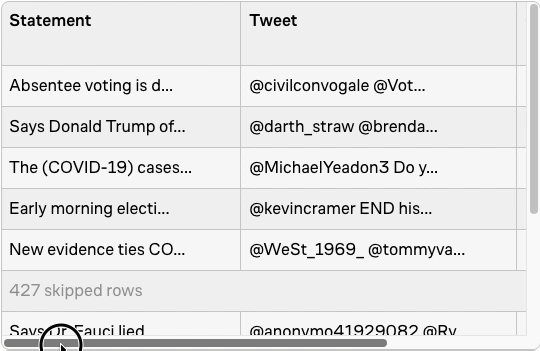 Statement Tweet
Absentee voting is d... @civilconvogale @Vot...
Says Donald Trump of... @darth_straw @brenda...
The (COVID-19) cases... @MichaelYeadon3 Do y...
Early morning electi... @kevincramer END his...
New evidence ties CO... @WeSt_1969_ @tommyva...
427 skipped rows
Says Dr. Fauci lied @anonymo41929082 @Ry